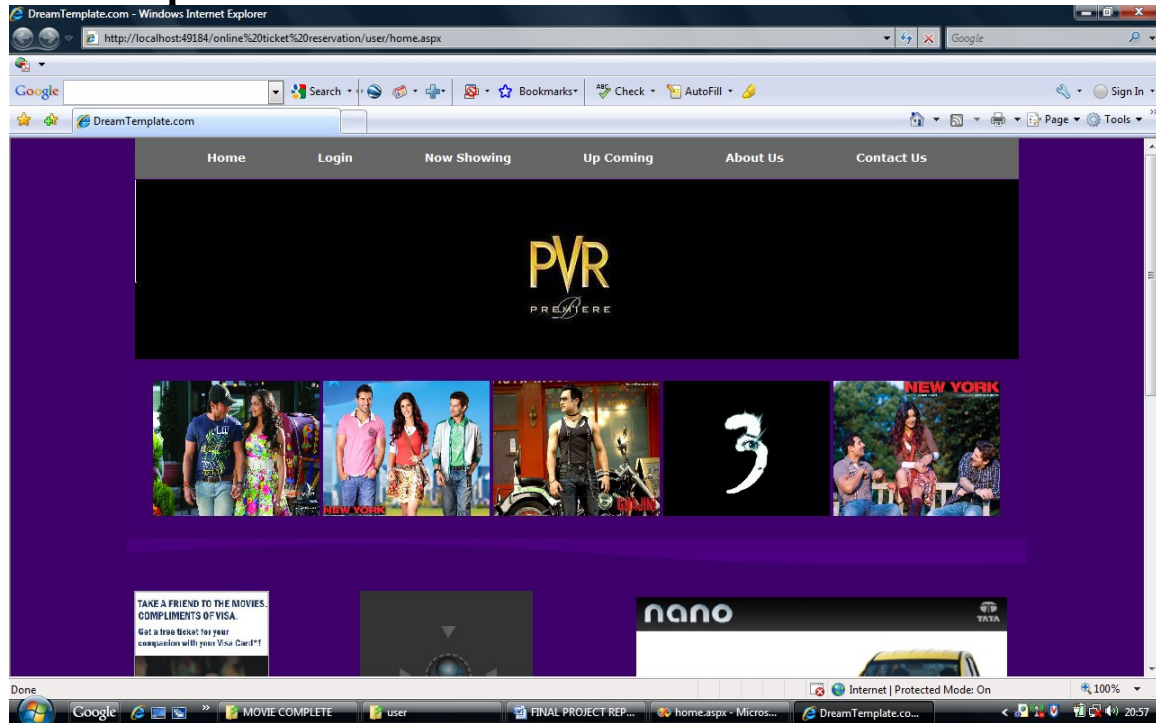 DreamTemplate.com - Windows Internet Explorer
http://localhost:49184/online%20ticket%20reservation/user/home.aspx
Google
Google
Search
Bookmarks
ABC
Check
AutoFill
Sign In
DreamTemplate.com
Page
Tools
Home Login Now Showing Up Coming About Us Contact Us
PVR
PREMIERE
NEW YORK
GHAJINI
3
NEW YORK
TAKE A FRIEND TO THE MOVIES.
COMPLIMENTS OF VISA.
Get a free ticket for your
companion with your Visa Card*!
nano
TATA
Done
Internet | Protected Mode: On
100%
Google
MOVIE COMPLETE
user
FINAL PROJECT REP...
home.aspx - Micros...
DreamTemplate.co...
20:57